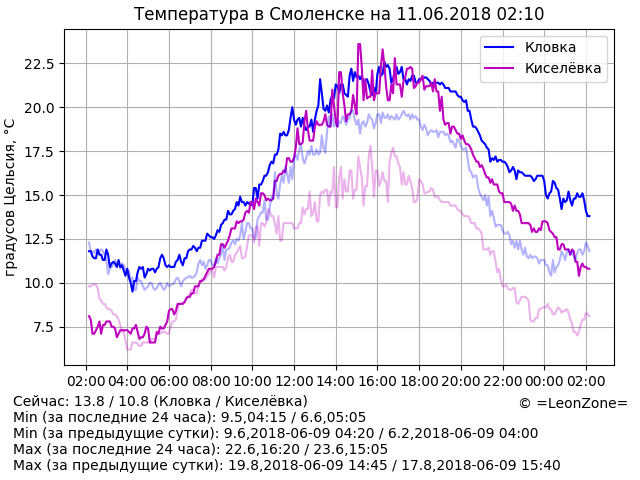 Температура в Смоленске на 11.06.2018 02:10
градусов Цельсия, °C
22.5
20.0
17.5
15.0
12.5
10.0
7.5
Кловка
Киселёвка
02:00 04:00 06:00 08:00 10:00 12:00 14:00 16:00 18:00 20:00 22:00 00:00 02:00
Сейчас: 13.8 / 10.8 (Кловка / Киселёвка)
© =LeonZone=
Min (за последние 24 часа): 9.5,04:15 / 6.6,05:05
Min (за предыдущие сутки): 9.6,2018-06-09 04:20 / 6.2,2018-06-09 04:00
Max (за последние 24 часа): 22.6,16:20 / 23.6,15:05
Max (за предыдущие сутки): 19.8,2018-06-09 14:45 / 17.8,2018-06-09 15:40